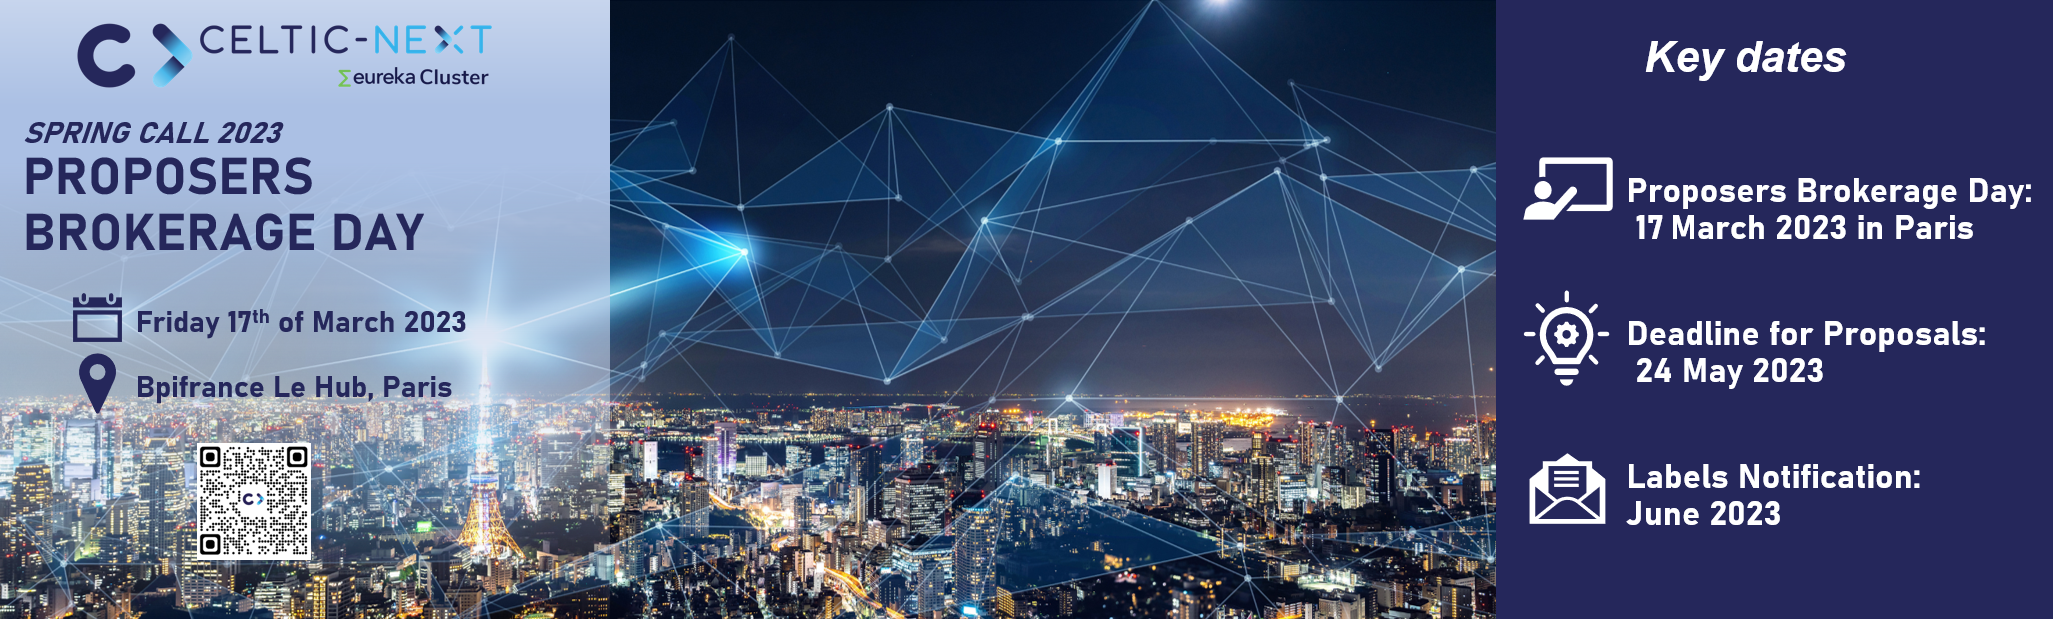 CELTIC-NEXT
eureka Cluster
SPRING CALL 2023
PROPOSERS
BROKERAGE DAY
Friday 17th of March 2023
Bpifrance Le Hub, Paris
Key dates
Proposers Brokerage Day:
17 March 2023 in Paris
Deadline for Proposals:
24 May 2023
Labels Notification:
June 2023